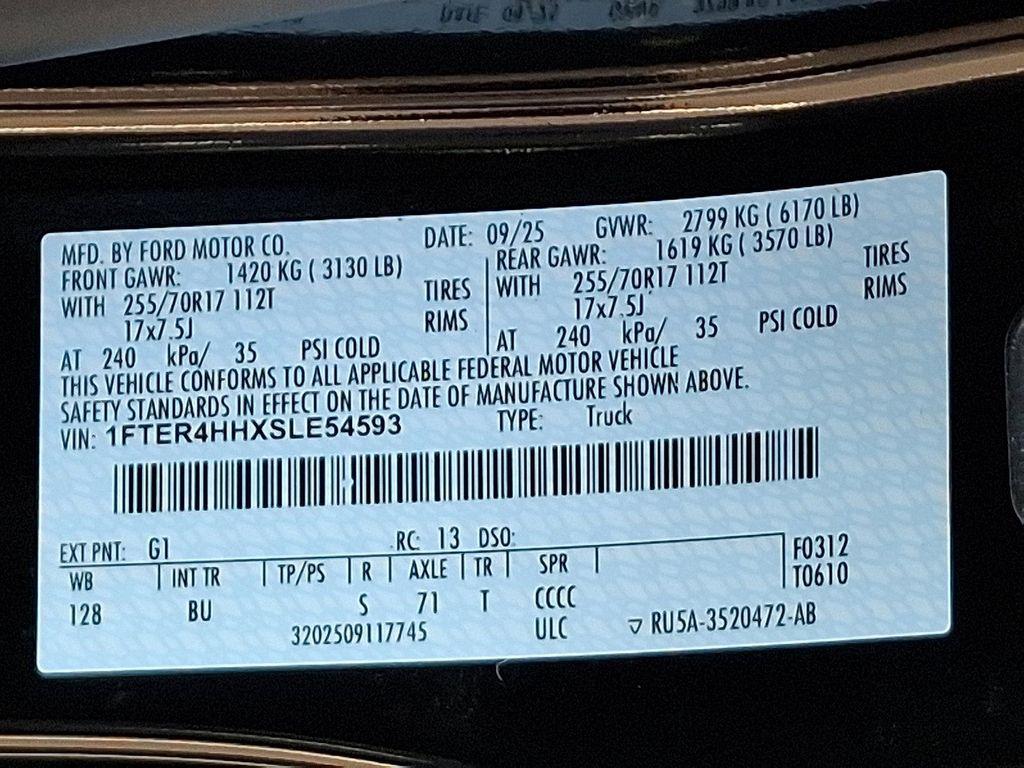 MFD. BY FORD MOTOR CO. DATE: 09/25 GVWR: 2799 KG ( 6170 LB)
FRONT GAWR: 1420 KG ( 3130 LB) REAR GAWR: 1619 KG ( 3570 LB)
WITH 255/70R17 112T TIRES WITH 255/70R17 112T TIRES
17x7.5J RIMS 17x7.5J RIMS
AT 240 kPa/ 35 PSI COLD AT 240 kPa/ 35 PSI COLD
THIS VEHICLE CONFORMS TO ALL APPLICABLE FEDERAL MOTOR VEHICLE
SAFETY STANDARDS IN EFFECT ON THE DATE OF MANUFACTURE SHOWN ABOVE.
VIN: 1FTER4HHXSLE54593 TYPE: Truck
EXT PNT: G1 RC: 13 DSO: F0312
WB INT TR TP/PS R AXLE TR SPR T0610
128 BU S 71 T CCCC
3202509117745 ULC ▽ RU5A-3520472-AB